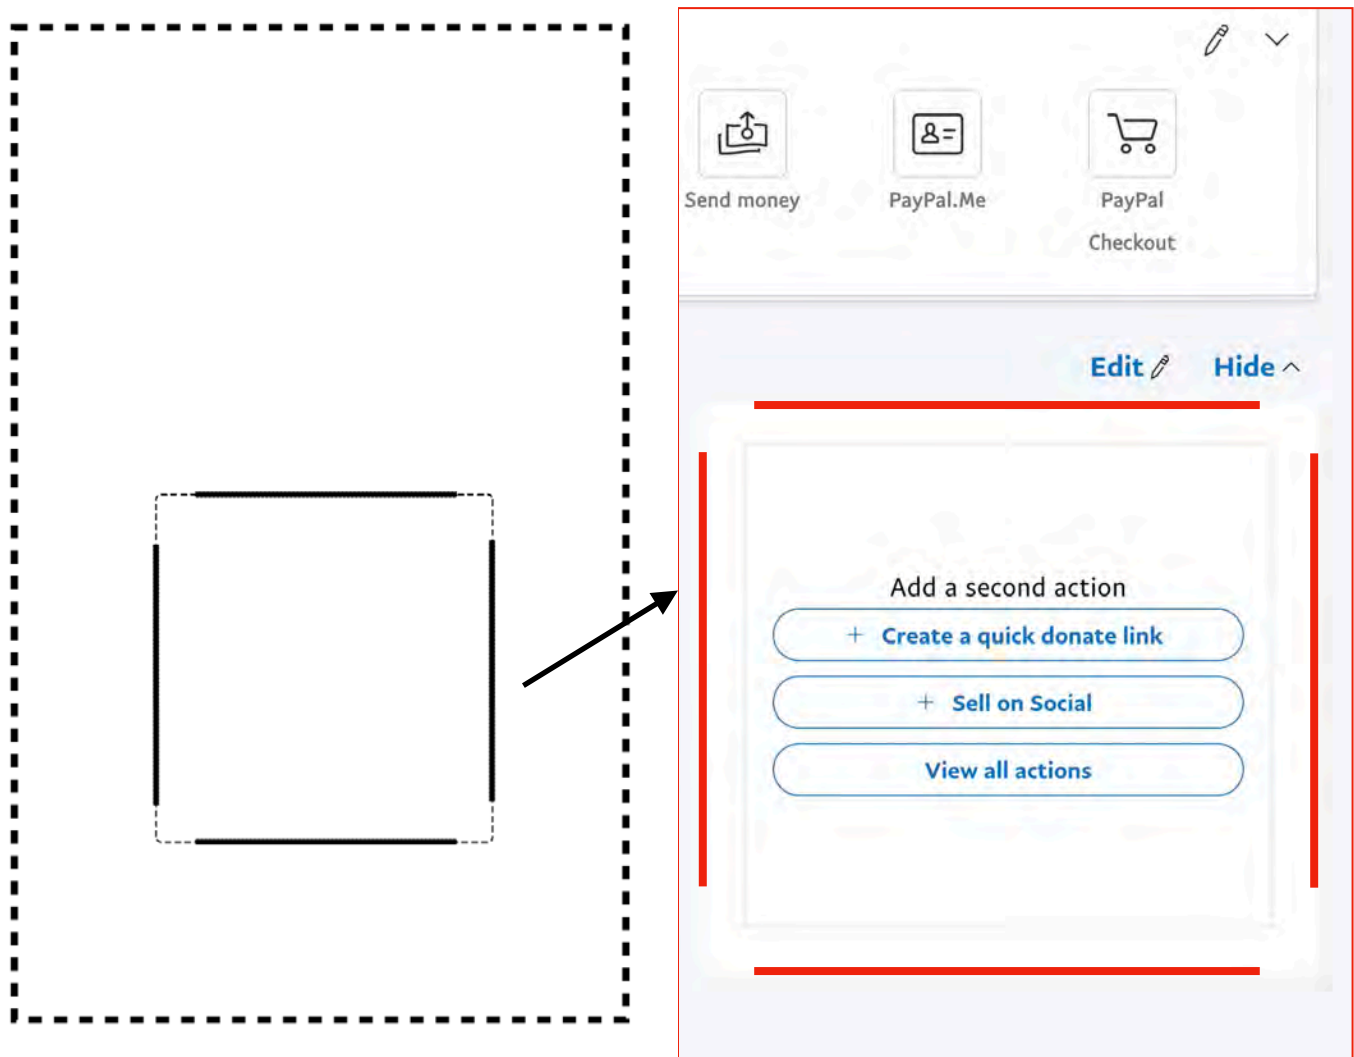 Send money
PayPal.Me
PayPal
Checkout
Edit
Hide
Add a second action
+ Create a quick donate link
+ Sell on Social
View all actions